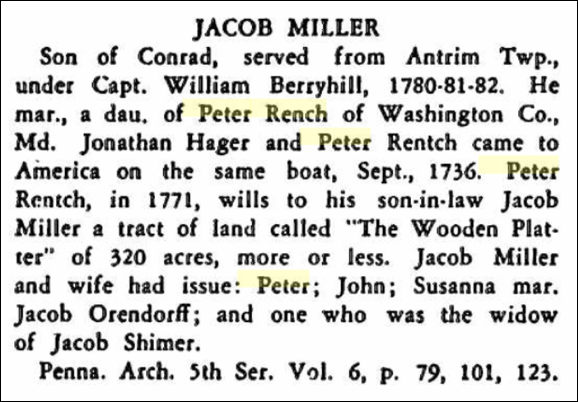 JACOB MILLER
Son of Conrad, served from Antrim Twp.,
under Capt. William Berryhill, 1780-81-82. He
mar., a dau. of Peter Rench of Washington Co.,
Md. Jonathan Hager and Peter Rentch came to
America on the same boat, Sept., 1736. Peter
Rentch, in 1771, wills to his son-in-law Jacob
Miller a tract of land called "The Wooden Plat-
ter" of 320 acres, more or less. Jacob Miller
and wife had issue: Peter; John; Susanna mar.
Jacob Orendorff; and one who was the widow
of Jacob Shimer.
Penna. Arch. 5th Ser. Vol. 6, p. 79, 101, 123.